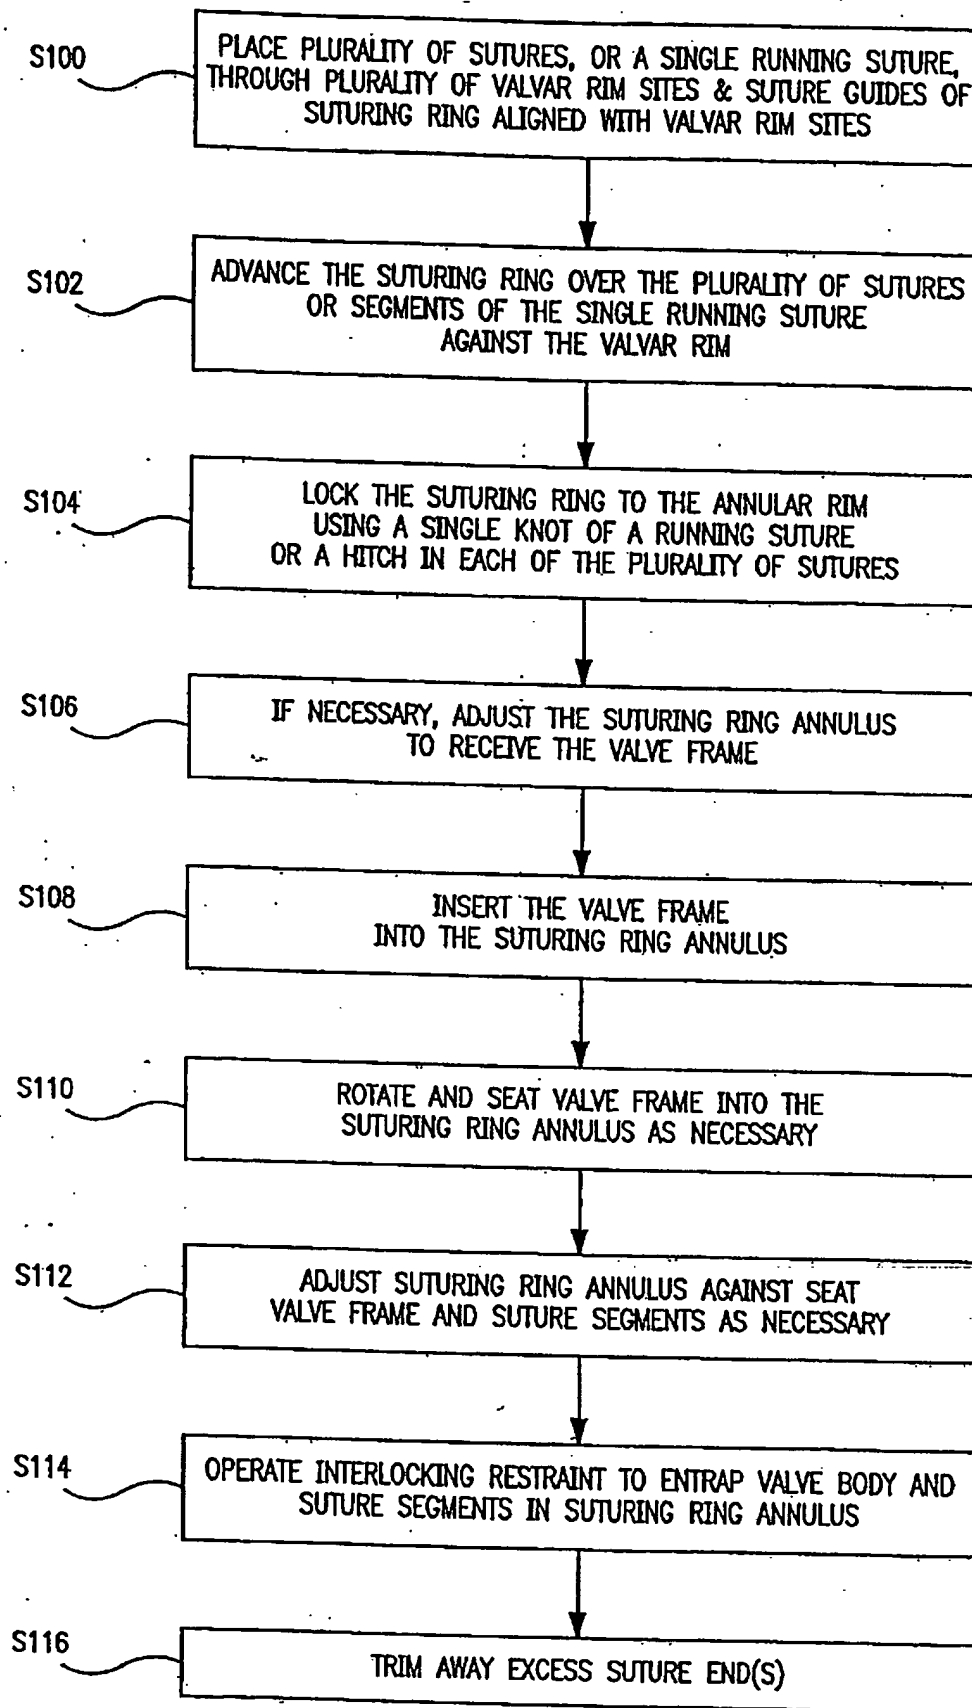 S100
PLACE PLURALITY OF SUTURES, OR A SINGLE RUNNING SUTURE,
THROUGH PLURALITY OF VALVAR RIM SITES & SUTURE GUIDES OF
SUTURING RING ALIGNED WITH VALVAR RIM SITES
S102
ADVANCE THE SUTURING RING OVER THE PLURALITY OF SUTURES
OR SEGMENTS OF THE SINGLE RUNNING SUTURE
AGAINST THE VALVAR RIM
S104
LOCK THE SUTURING RING TO THE ANNULAR RIM
USING A SINGLE KNOT OF A RUNNING SUTURE
OR A HITCH IN EACH OF THE PLURALITY OF SUTURES
S106
IF NECESSARY, ADJUST THE SUTURING RING ANNULUS
TO RECEIVE THE VALVE FRAME
S108
INSERT THE VALVE FRAME
INTO THE SUTURING RING ANNULUS
S110
ROTATE AND SEAT VALVE FRAME INTO THE
SUTURING RING ANNULUS AS NECESSARY
S112
ADJUST SUTURING RING ANNULUS AGAINST SEAT
VALVE FRAME AND SUTURE SEGMENTS AS NECESSARY
S114
OPERATE INTERLOCKING RESTRAINT TO ENTRAP VALVE BODY AND
SUTURE SEGMENTS IN SUTURING RING ANNULUS
S116
TRIM AWAY EXCESS SUTURE END(S)